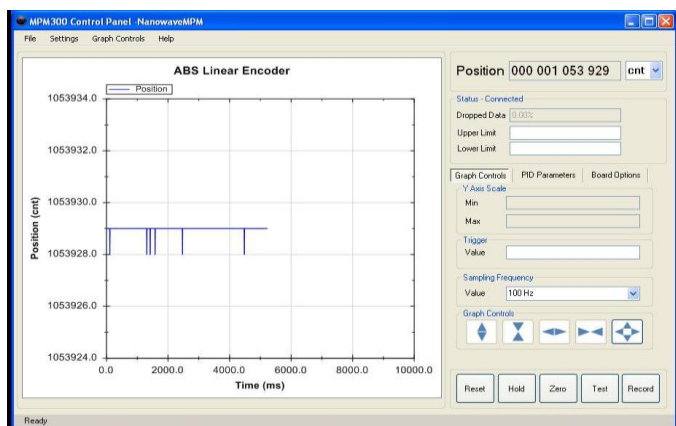 MPM300 Control Panel -NanowaveMPM
File Settings Graph Controls Help
ABS Linear Encoder
Position
1053934.0
1053932.0
1053930.0
1053928.0
1053926.0
1053924.0
Position (cnt)
0.0 2000.0 4000.0 6000.0 8000.0 10000.0
Time (ms)
Position 000 001 053 929 cnt
Status - Connected
Dropped Data 0.00%
Upper Limit
Lower Limit
Graph Controls PID Parameters Board Options
Y Axis Scale
Min
Max
Trigger
Value
Sampling Frequency
Value 100 Hz
Graph Controls
Reset Hold Zero Test Record
Ready